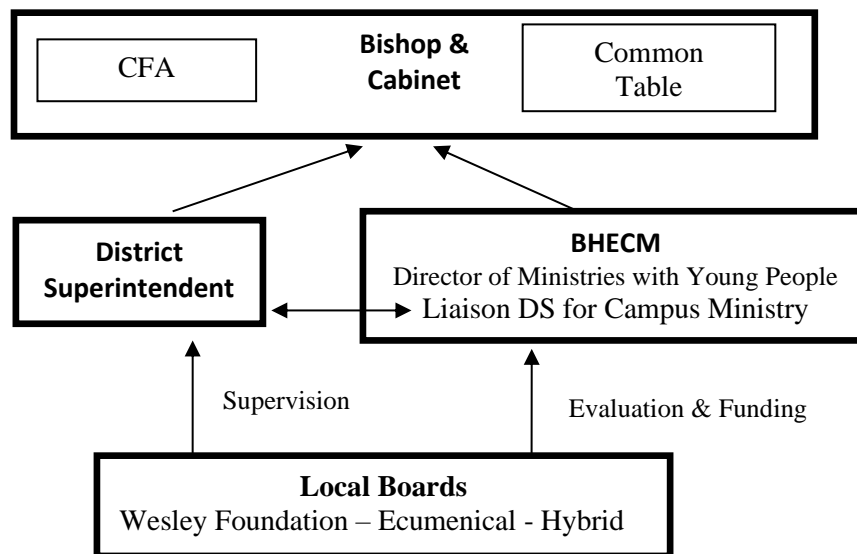 CFA
Bishop &
Cabinet
Common
Table
District
Superintendent
BHECM
Director of Ministries with Young People
Liaison DS for Campus Ministry
Supervision
Evaluation & Funding
Local Boards
Wesley Foundation – Ecumenical - Hybrid